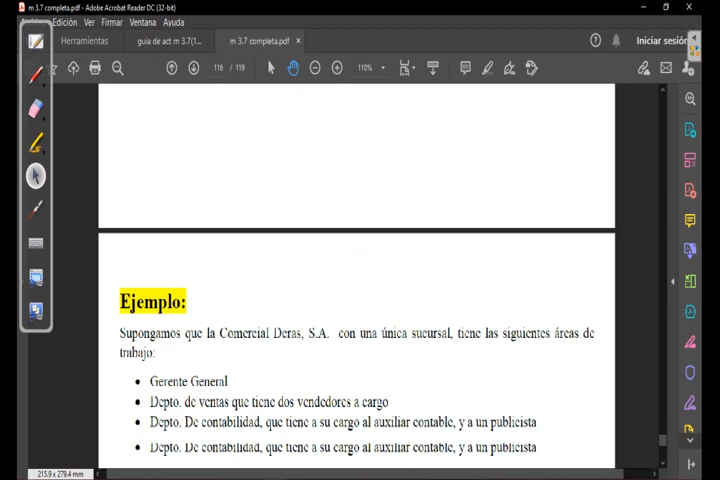 m 3.7 completa.pdf - Adobe Acrobat Reader DC (32-bit)
Edición Ver Firmar Ventana Ayuda
Herramientas guia de act m 3.7(1... m 3.7 completa.pdf × Iniciar sesión
116 / 119 110%
Ejemplo:
Supongamos que la Comercial Deras, S.A. con una única sucursal, tiene las siguientes áreas de
trabajo:
• Gerente General
• Depto. de ventas que tiene dos vendedores a cargo
• Depto. De contabilidad, que tiene a su cargo al auxiliar contable, y a un publicista
• Depto. De contabilidad, que tiene a su cargo al auxiliar contable, y a un publicista
215.9 x 279.4 mm